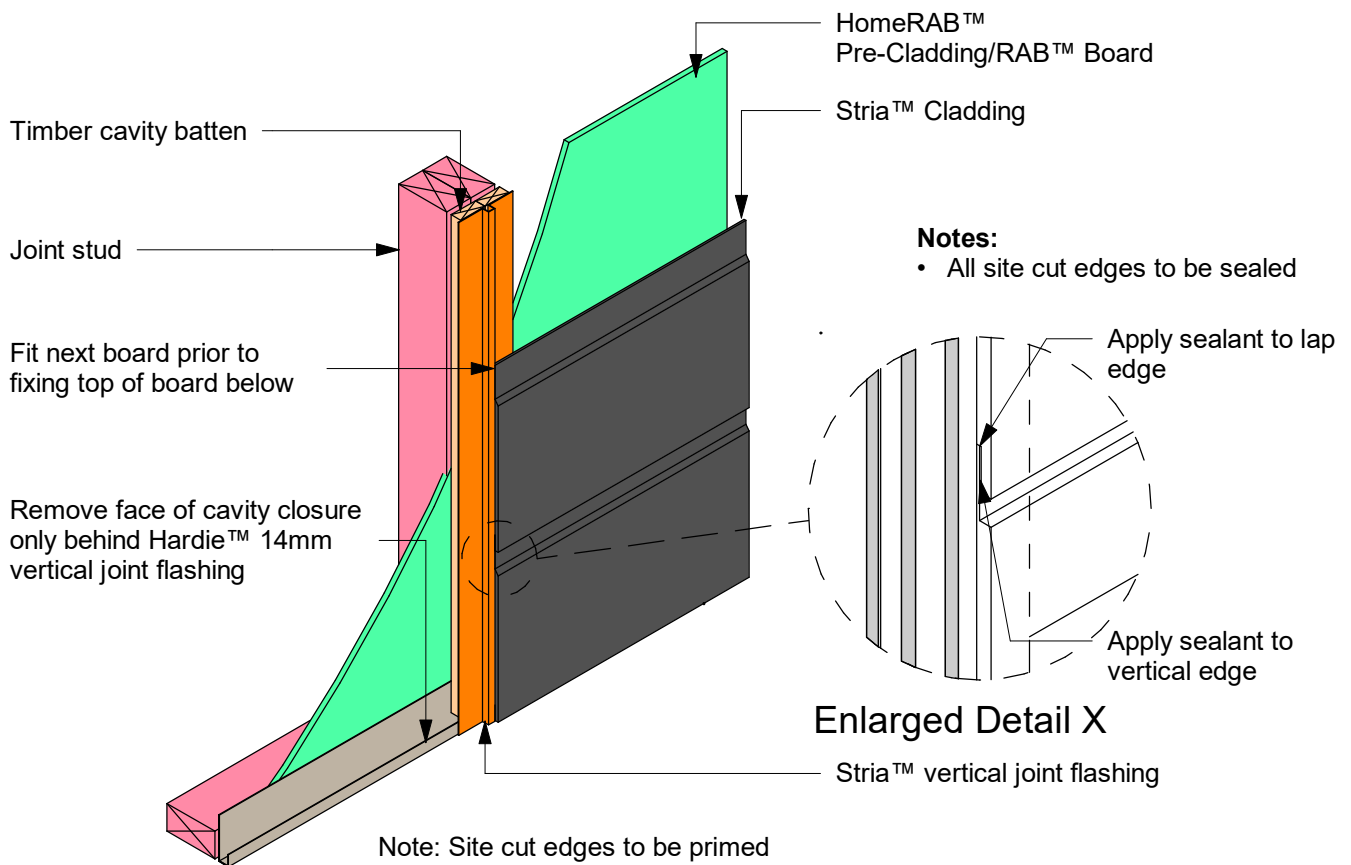 HomeRAB™
Pre-Cladding/RAB™ Board
Stria™ Cladding
Timber cavity batten
Joint stud
Notes:
• All site cut edges to be sealed
Fit next board prior to
fixing top of board below
Apply sealant to lap
edge
Remove face of cavity closure
only behind Hardie™ 14mm
vertical joint flashing
Apply sealant to
vertical edge
Enlarged Detail X
Stria™ vertical joint flashing
Note: Site cut edges to be primed